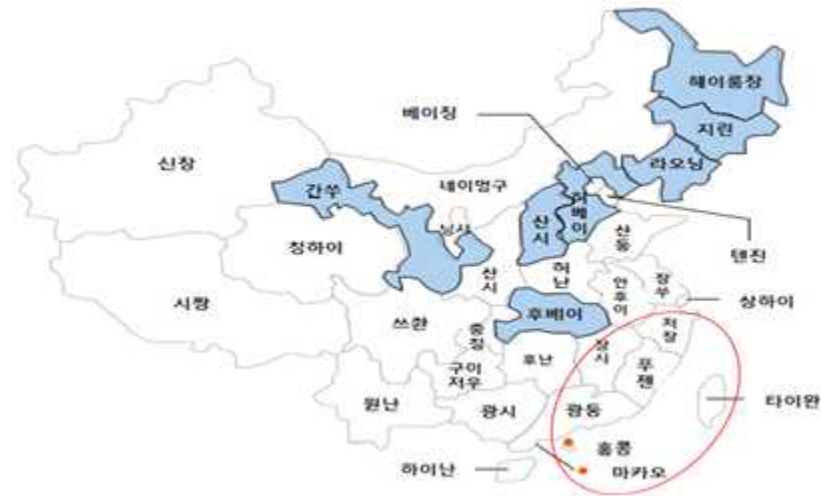 헤이룽장
베이징
지린
신장
라오닝
간쑤
네이멍구
허베이
산시
닝샤
산둥
칭하이
톈진
산시
허난
안후이
장쑤
상하이
시짱
후베이
쓰촨
충칭
저장
장시
후난
푸젠
구이
저우
윈난
광시
광둥
타이완
홍콩
하이난
마카오